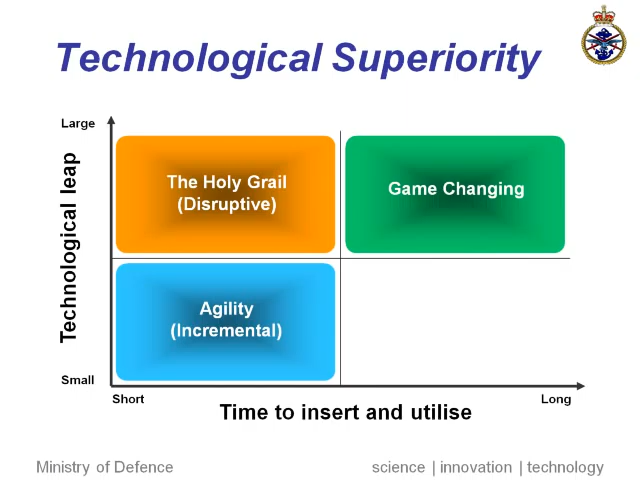 Technological Superiority
Large
Technological leap
The Holy Grail
(Disruptive)
Game Changing
Agility
(Incremental)
Small
Short
Long
Time to insert and utilise
Ministry of Defence
science | innovation | technology